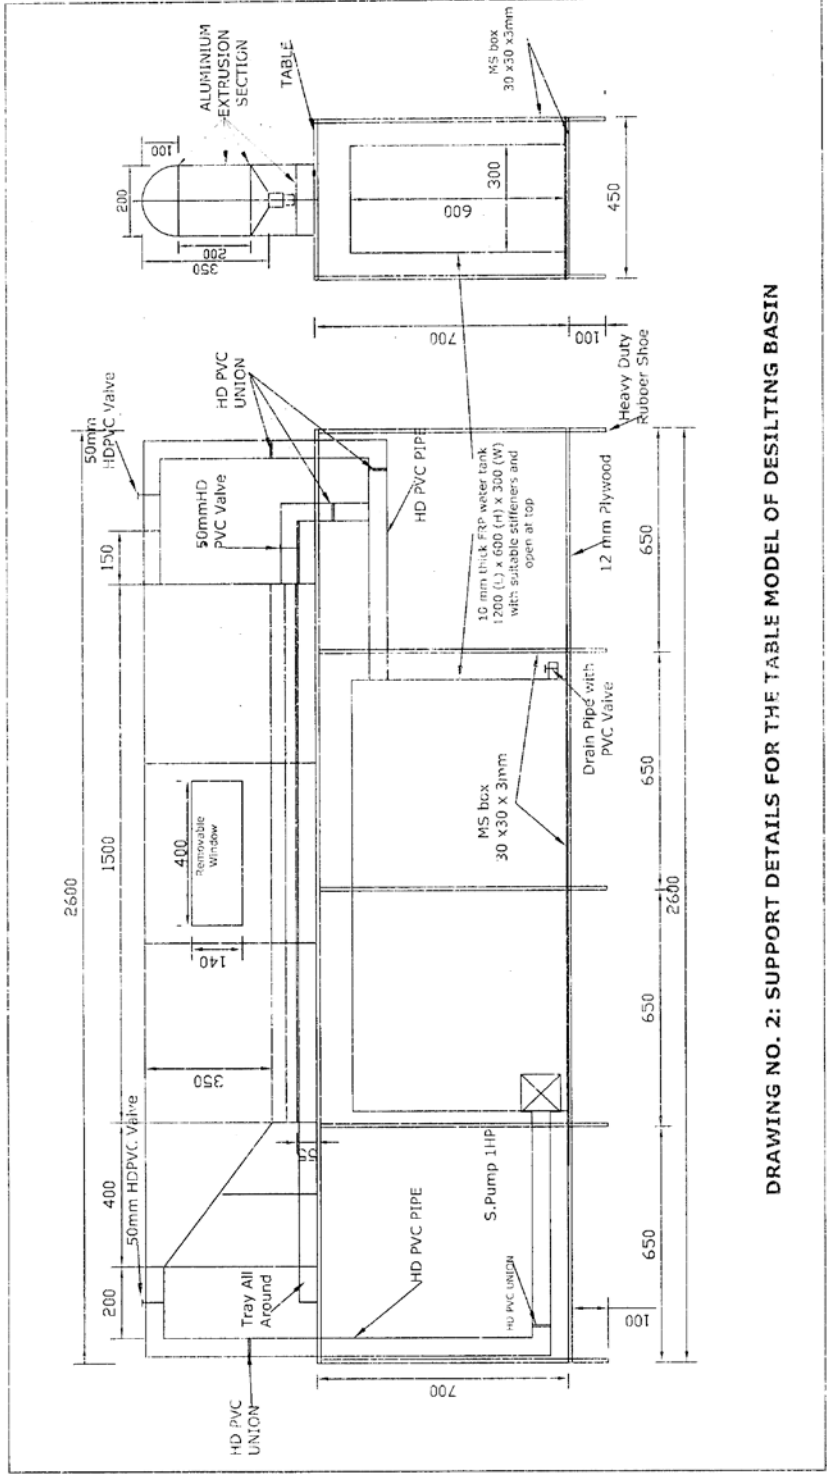 2600
200
400
1500
150
50mm
HDPVC Valve
50mm HDPVC Valve
350
140
400
Removable
Window
50mmHD
PVC Valve
HD PVC
UNION
HD PVC
UNION
Tray All
Around
50
HD PVC PIPE
HD PVC PIPE
S.Pump 1HP
HD PVC UNION
10 mm thick FRP water tank
1200 (L) x 600 (H) x 300 (W)
with suitable stiffeners and
open at top
MS box
30 x30 x 3mm
Drain Pipe with
PVC Valve
12 mm Plywood
Heavy Duty
Rubber Shoe
700
100
650
650
650
650
2600
700
100
200
100
200
350
ALUMINIUM
EXTRUSION
SECTION
TABLE
MS box
30 x30 x3mm
600
300
450
DRAWING NO. 2: SUPPORT DETAILS FOR THE TABLE MODEL OF DESILTING BASIN